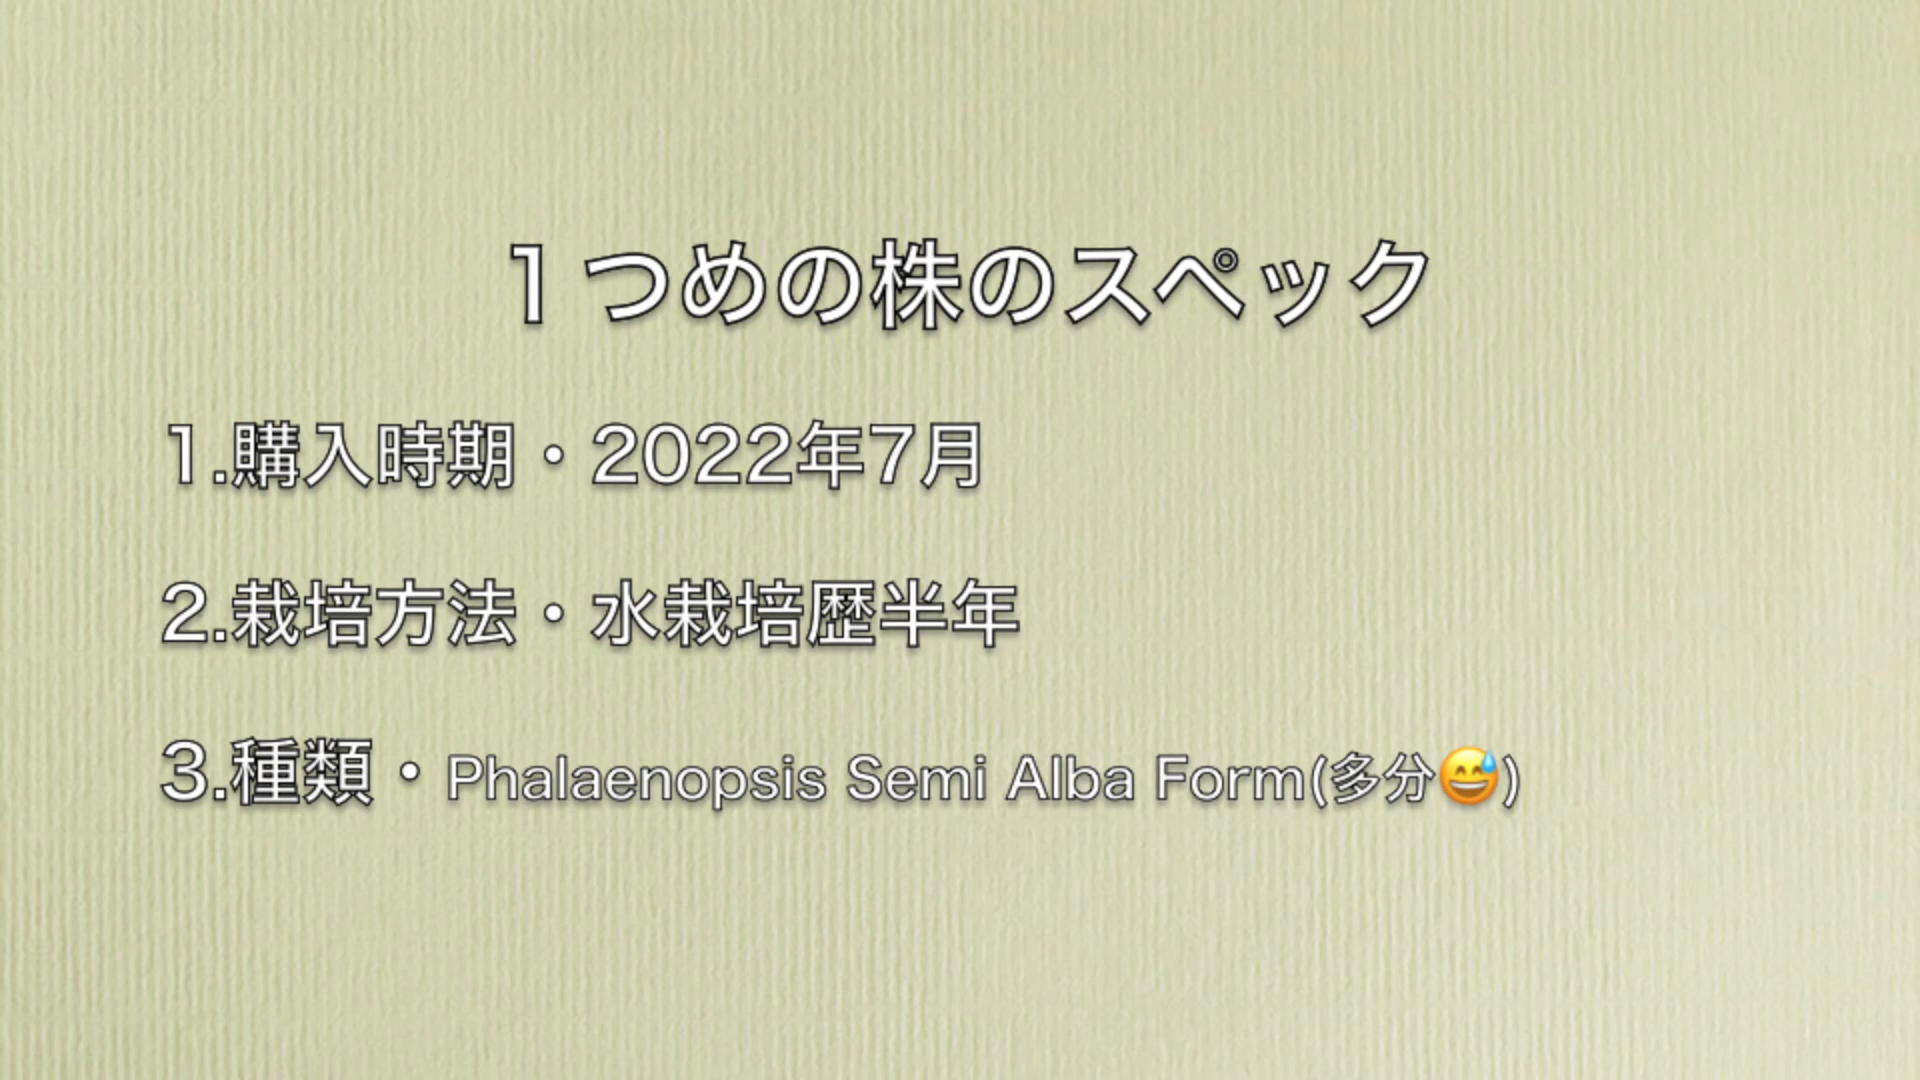 １つめの株のスペック
1.購入時期・2022年7月
2.栽培方法・水栽培歴半年
3.種類・Phalaenopsis Semi Alba Form(多分😅)